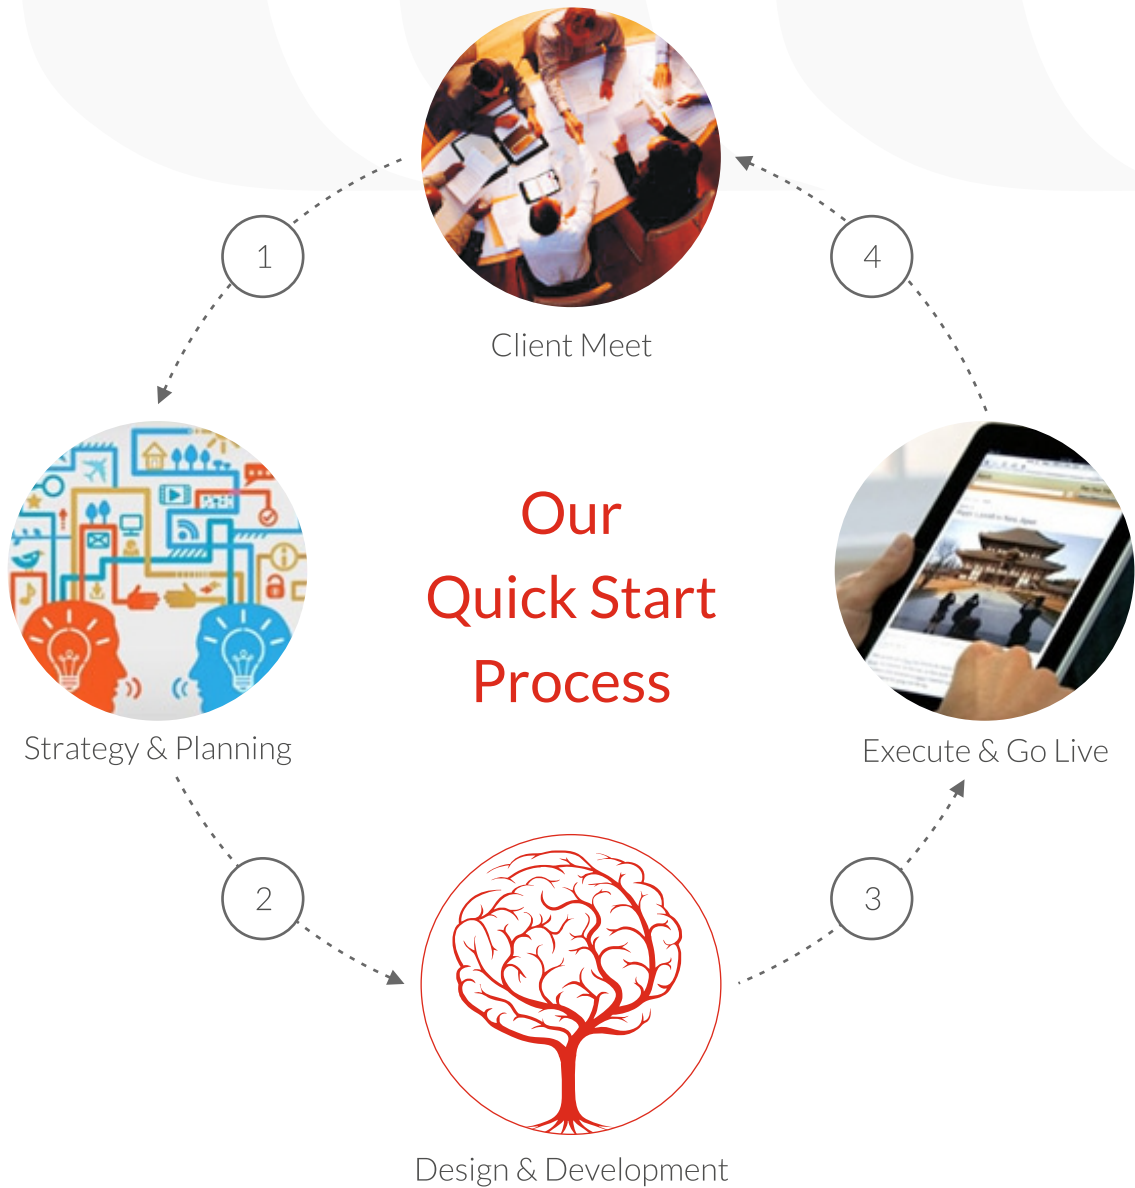 1
4
Client Meet
Our
Quick Start
Process
Strategy & Planning
Execute & Go Live
2
3
Design & Development